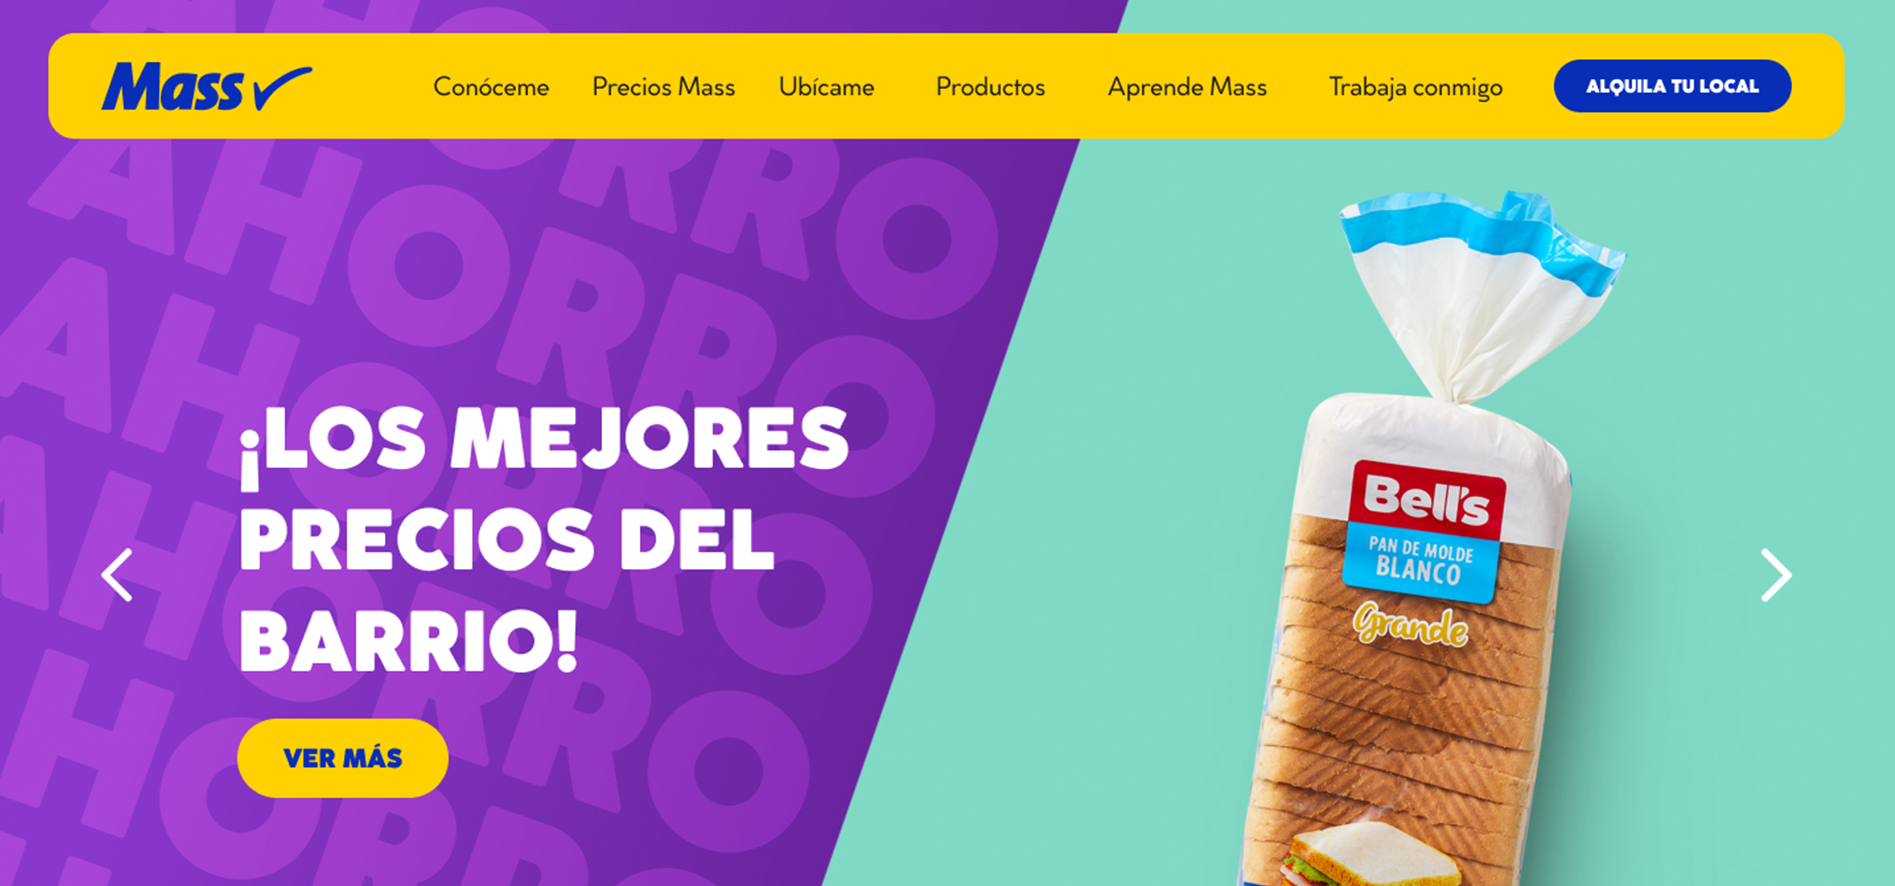 Mass
Conóceme
Precios Mass
Ubícame
Productos
Aprende Mass
Trabaja conmigo
ALQUILA TU LOCAL
AHORRO
AHORRO
AHORRO
AHORRO
AHORRO
¡LOS MEJORES
PRECIOS DEL
BARRIO!
VER MÁS
Bell's
PAN DE MOLDE
BLANCO
Grande